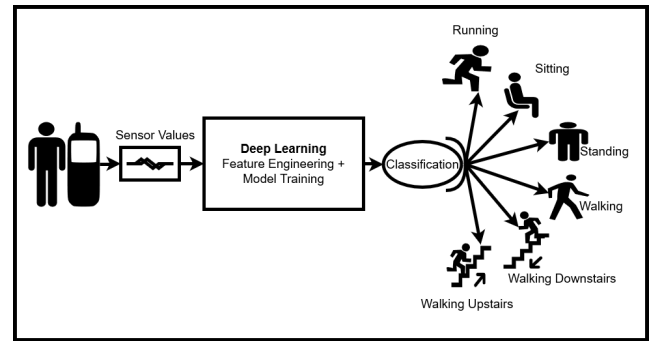 Running
Sitting
Sensor Values
Deep Learning
Feature Engineering +
Model Training
Classification
Standing
Walking
Walking Downstairs
Walking Upstairs